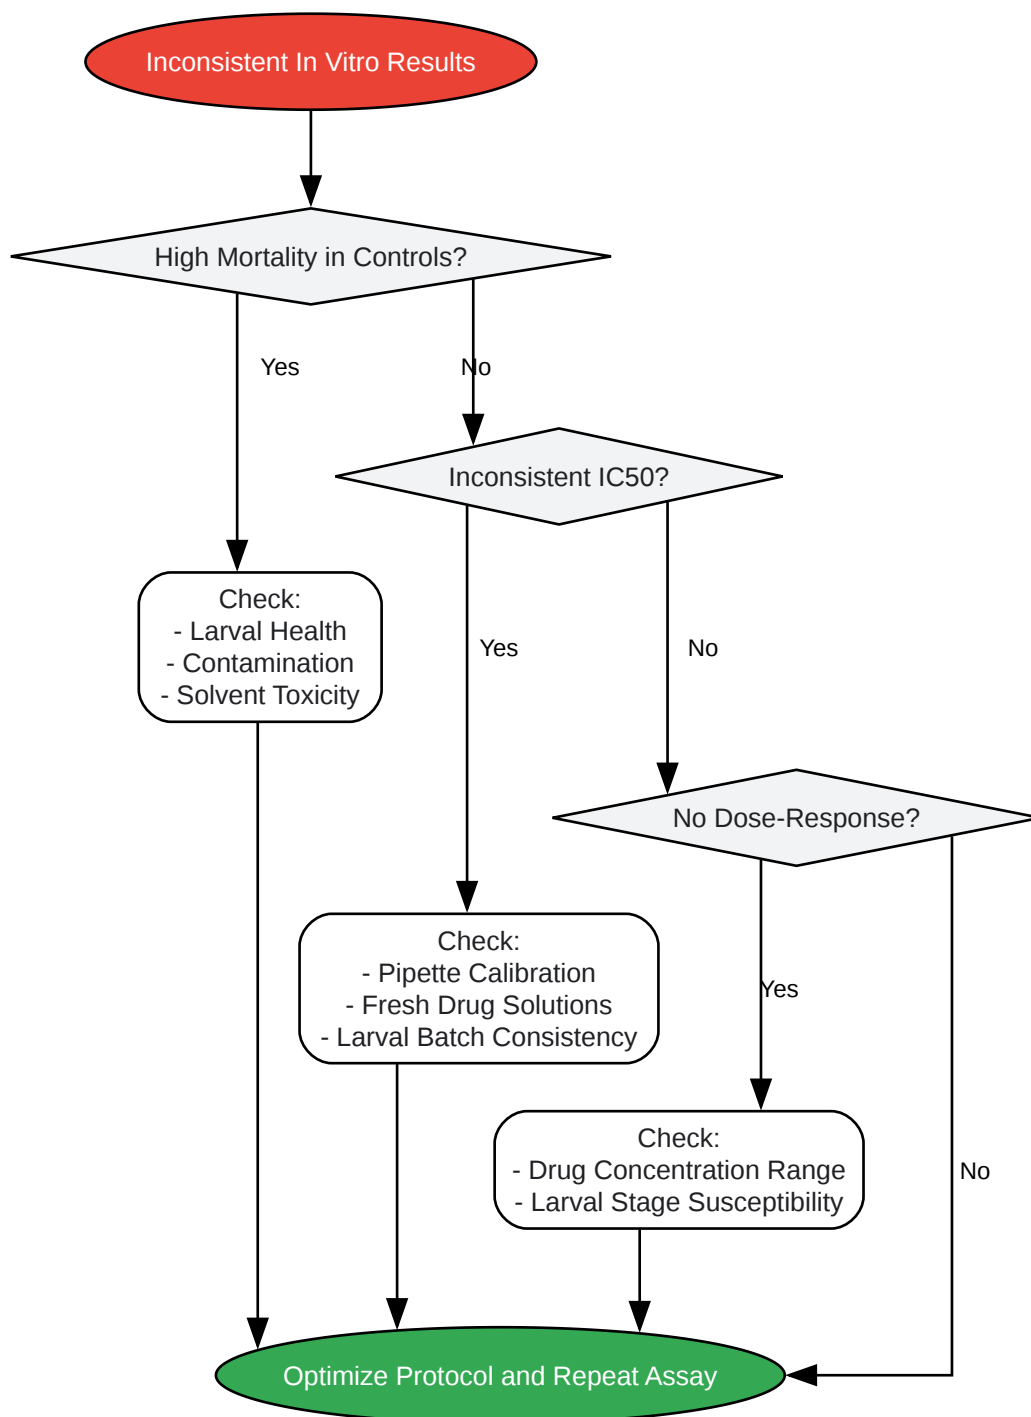 Inconsistent In Vitro Results
High Mortality in Controls?
Yes
No
Inconsistent IC50?
Check:
- Larval Health
- Contamination
- Solvent Toxicity
Yes
No
No Dose-Response?
Check:
- Pipette Calibration
- Fresh Drug Solutions
- Larval Batch Consistency
Yes
Check:
- Drug Concentration Range
- Larval Stage Susceptibility
No
Optimize Protocol and Repeat Assay